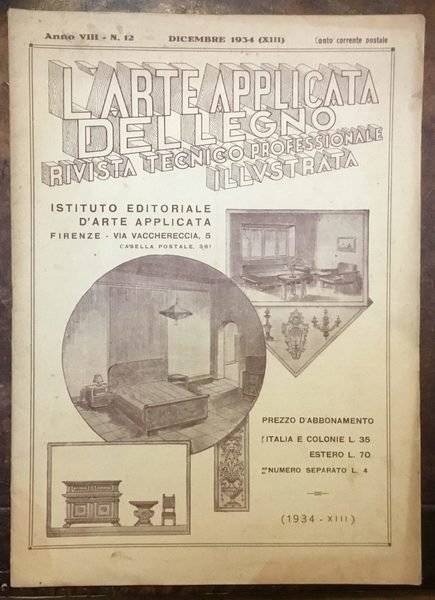 Anno VIII - N. 12 DICEMBRE 1934 (XIII) Conto corrente postale
L'ARTE APPLICATA
DEL LEGNO
RIVISTA TECNICO PROFESSIONALE
ILLVSTRATA
ISTITUTO EDITORIALE
D'ARTE APPLICATA
FIRENZE - VIA VACCHERECCIA, 5
CASELLA POSTALE, 361
PREZZO D'ABBONAMENTO
ITALIA E COLONIE L. 35
ESTERO L. 70
NUMERO SEPARATO L. 4
(1934 - XIII)